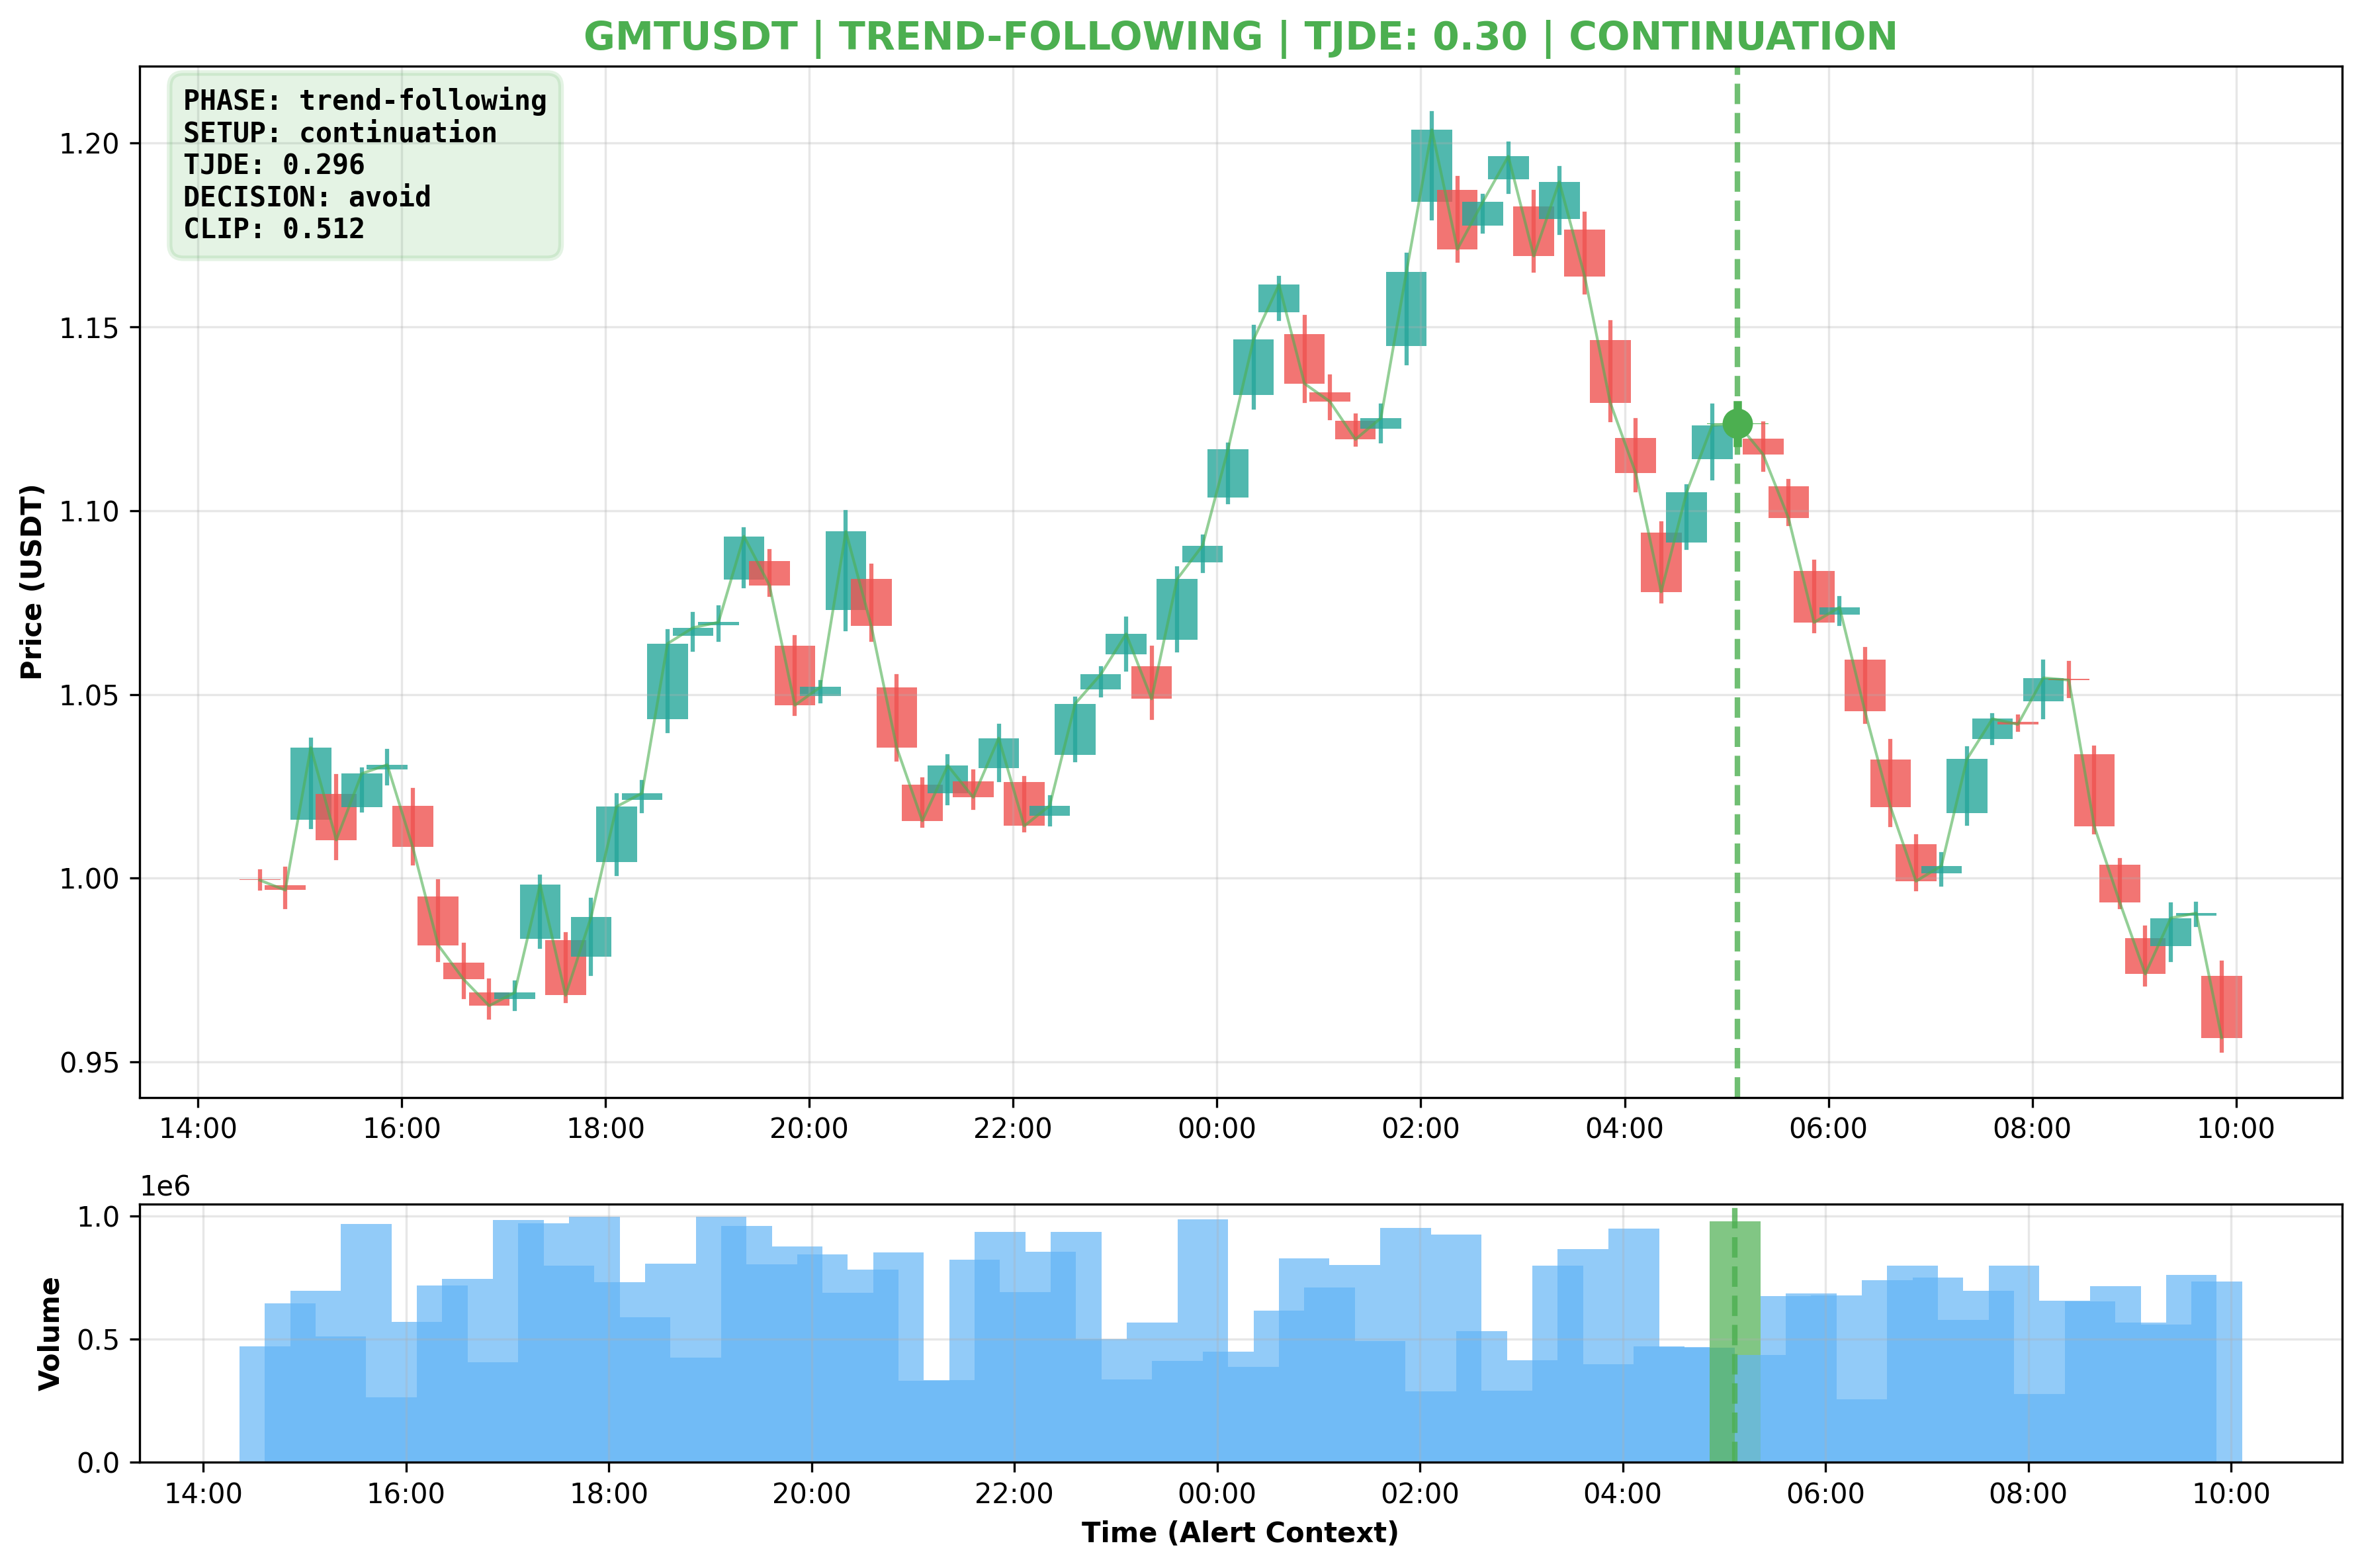 GMTUSDT | TREND-FOLLOWING | TJDE: 0.30 | CONTINUATION
PHASE: trend-following
SETUP: continuation
TJDE: 0.296
DECISION: avoid
CLIP: 0.512
Price (USDT)
1.20
1.15
1.10
1.05
1.00
0.95
14:00 16:00 18:00 20:00 22:00 00:00 02:00 04:00 06:00 08:00 10:00
1e6
Volume
1.0
0.5
0.0
14:00 16:00 18:00 20:00 22:00 00:00 02:00 04:00 06:00 08:00 10:00
Time (Alert Context)